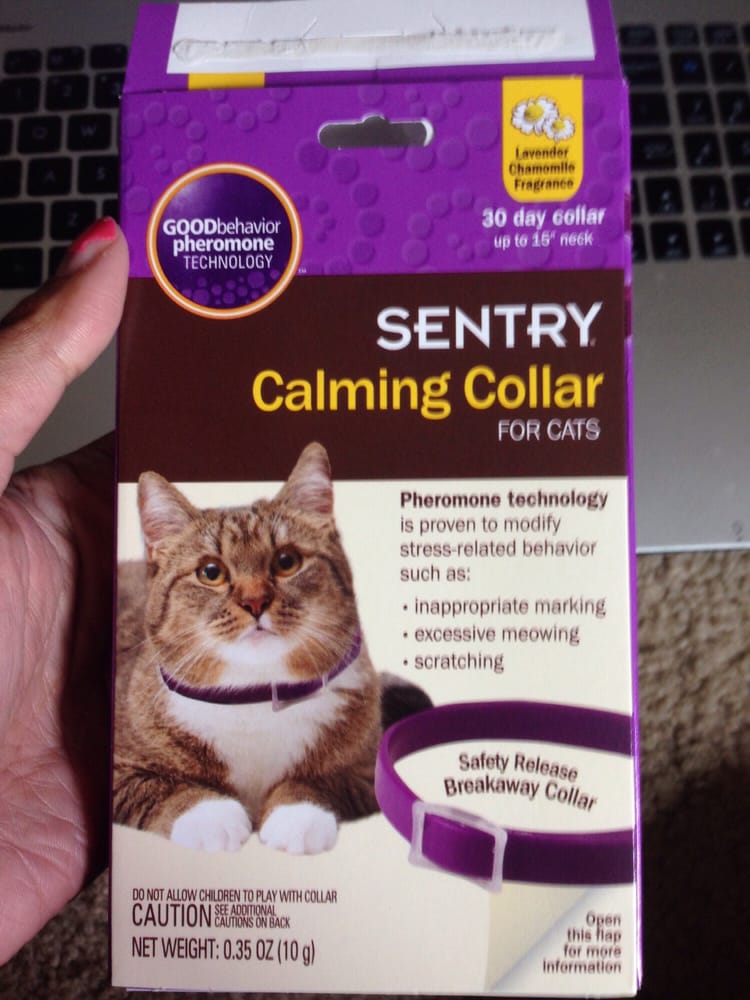 Lavender
Chamomile
Fragrance
30 day collar
up to 15" neck
GOODbehavior
pheromone
TECHNOLOGY
™
SENTRY
Calming Collar
FOR CATS
Pheromone technology
is proven to modify
stress-related behavior
such as:
• inappropriate marking
• excessive meowing
• scratching
Safety Release
Breakaway Collar
DO NOT ALLOW CHILDREN TO PLAY WITH COLLAR
CAUTION SEE ADDITIONAL
CAUTIONS ON BACK
NET WEIGHT: 0.35 OZ (10 g)
Open
this flap
for more
information
A
S
Z
W
2